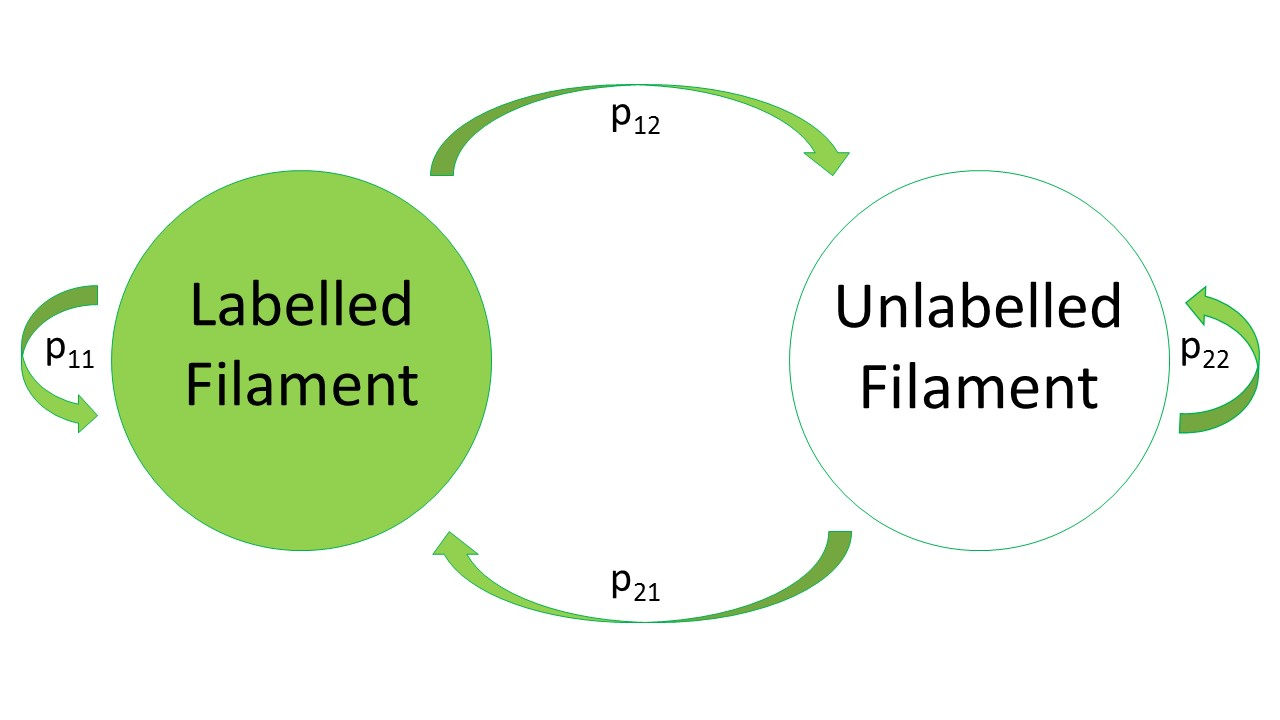 p₁₂
Labelled
Filament
Unlabelled
Filament
p₁₁
p₂₂
p₂₁